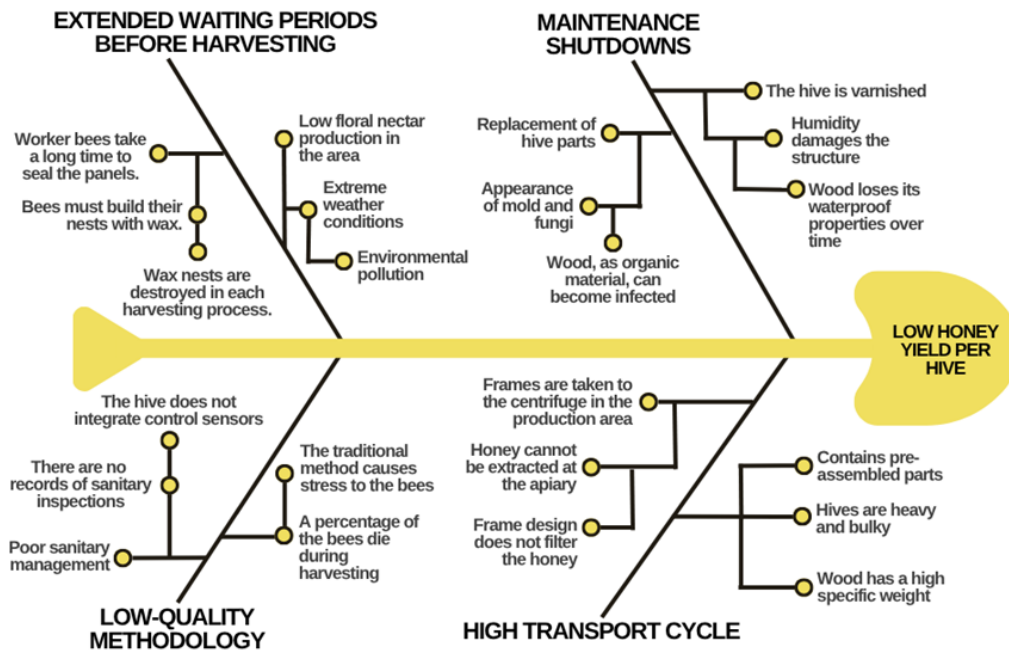 EXTENDED WAITING PERIODS
BEFORE HARVESTING
Worker bees take
a long time to
seal the panels.
Bees must build their
nests with wax.
Wax nests are
destroyed in each
harvesting process.
Low floral nectar
production in
the area
Extreme
weather
conditions
Environmental
pollution
MAINTENANCE
SHUTDOWNS
Replacement of
hive parts
Appearance
of mold and
fungi
Wood, as organic
material, can
become infected
The hive is varnished
Humidity
damages the
structure
Wood loses its
waterproof
properties over
time
LOW HONEY
YIELD PER
HIVE
The hive does not
integrate control sensors
There are no
records of sanitary
inspections
Poor sanitary
management
The traditional
method causes
stress to the bees
A percentage of
the bees die
during
harvesting
LOW-QUALITY
METHODOLOGY
Frames are taken to
the centrifuge in the
production area
Honey cannot
be extracted at
the apiary
Frame design
does not filter
the honey
Contains pre-
assembled parts
Hives are heavy
and bulky
Wood has a high
specific weight
HIGH TRANSPORT CYCLE